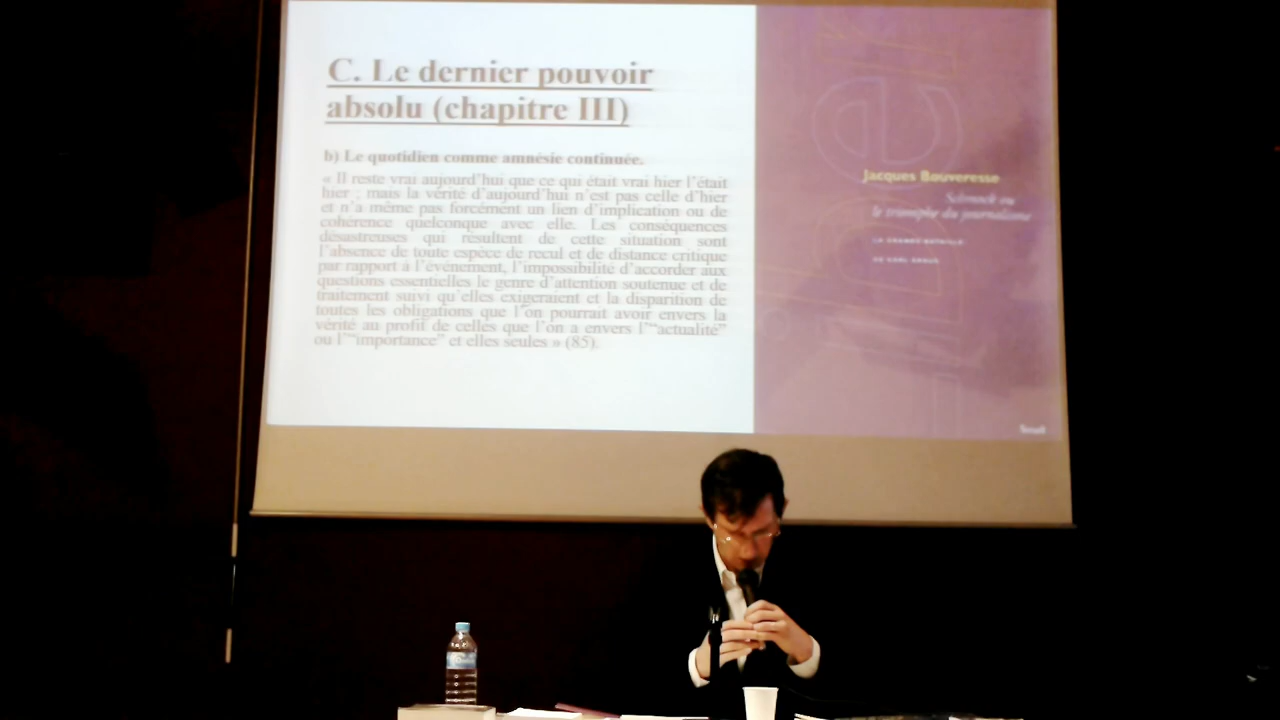 C. Le dernier pouvoir
absolu (chapitre III)
b) Le quotidien comme amnésie continuée.
« Il reste vrai aujourd'hui que ce qui était vrai hier l'était
hier ; mais la vérité d'aujourd'hui n'est pas celle d'hier
et n'a même pas forcément un lien d'implication ou de
cohérence quelconque avec elle. Les conséquences
désastreuses qui résultent de cette situation sont
l'absence de toute espèce de recul et de distance critique
par rapport à l'événement, l'impossibilité d'accorder aux
questions essentielles le genre d'attention soutenue et de
traitement suivi qu'elles exigeraient et la disparition de
toutes les obligations que l'on pourrait avoir envers la
vérité au profit de celles que l'on a envers l'“actualité”
ou l'“importance” et elles seules » (85).
Jacques Bouveresse
Schmock ou
le triomphe du journalisme
LA GRANDE BATAILLE
DE KARL KRAUS
Seuil